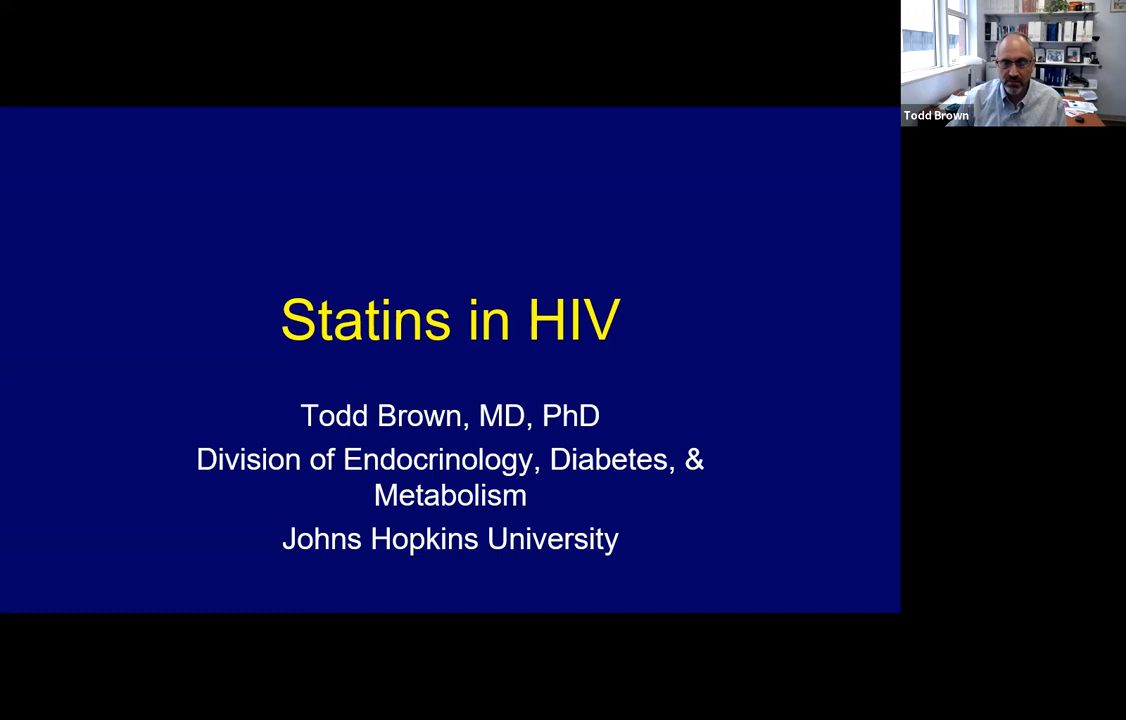 Todd Brown
Statins in HIV
Todd Brown, MD, PhD
Division of Endocrinology, Diabetes, &
Metabolism
Johns Hopkins University